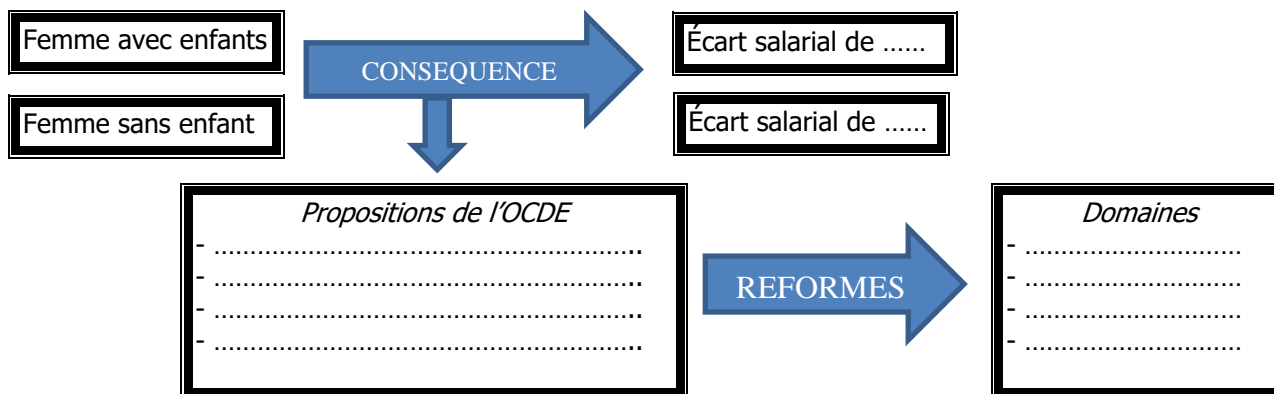 Femme avec enfants
CONSEQUENCE
Écart salarial de ......
Femme sans enfant
Écart salarial de ......
Propositions de l'OCDE
- ........................................................
- ........................................................
- ........................................................
- ........................................................
REFORMES
Domaines
- ..............................
- ..............................
- ..............................
- ..............................